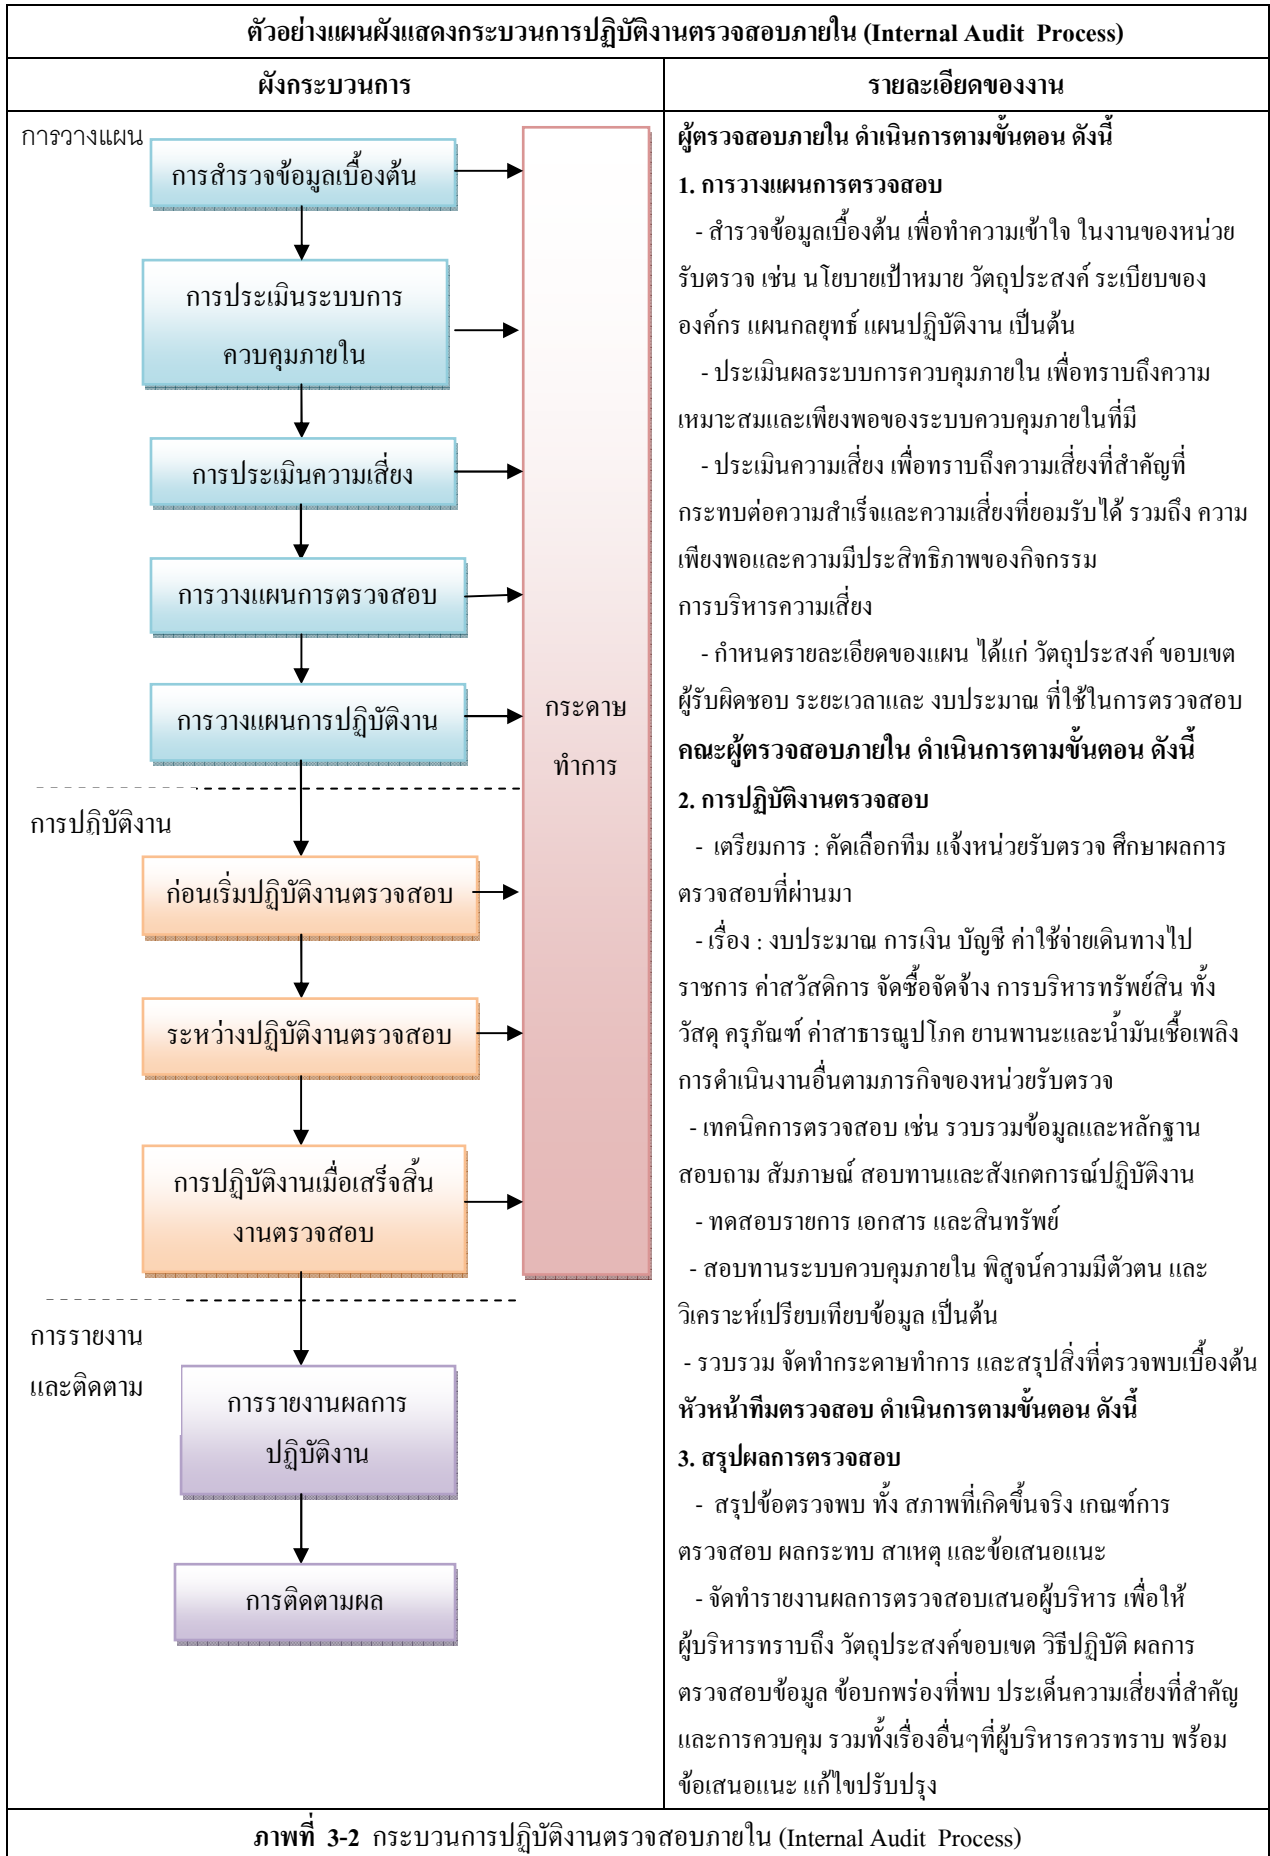 ตัวอย่างแผนผังแสดงกระบวนการปฏิบัติงานตรวจสอบภายใน (Internal Audit Process)
ผังกระบวนการ
การวางแผน
การสำรวจข้อมูลเบื้องต้น
การประเมินระบบการ
ควบคุมภายใน
การประเมินความเสี่ยง
การวางแผนการตรวจสอบ
การวางแผนการปฏิบัติงาน
กระดาษ
ทำการ
การปฏิบัติงาน
ก่อนเริ่มปฏิบัติงานตรวจสอบ
ระหว่างปฏิบัติงานตรวจสอบ
การปฏิบัติงานเมื่อเสร็จสิ้น
งานตรวจสอบ
การรายงาน
และติดตาม
การรายงานผลการ
ปฏิบัติงาน
การติดตามผล
รายละเอียดของงาน
ผู้ตรวจสอบภายใน ดำเนินการตามขั้นตอน ดังนี้
1. การวางแผนการตรวจสอบ
- สำรวจข้อมูลเบื้องต้น เพื่อทำความเข้าใจ ในงานของหน่วย
รับตรวจ เช่น นโยบายเป้าหมาย วัตถุประสงค์ ระเบียบของ
องค์กร แผนกลยุทธ์ แผนปฏิบัติงาน เป็นต้น
- ประเมินผลระบบการควบคุมภายใน เพื่อทราบถึงความ
เหมาะสมและเพียงพอของระบบควบคุมภายในที่มี
- ประเมินความเสี่ยง เพื่อทราบถึงความเสี่ยงที่สำคัญที่
กระทบต่อความสำเร็จและความเสี่ยงที่ยอมรับได้ รวมถึง ความ
เพียงพอและความมีประสิทธิภาพของกิจกรรม
การบริหารความเสี่ยง
- กำหนดรายละเอียดของแผน ได้แก่ วัตถุประสงค์ ขอบเขต
ผู้รับผิดชอบ ระยะเวลาและ งบประมาณ ที่ใช้ในการตรวจสอบ
คณะผู้ตรวจสอบภายใน ดำเนินการตามขั้นตอน ดังนี้
2. การปฏิบัติงานตรวจสอบ
- เตรียมการ : คัดเลือกทีม แจ้งหน่วยรับตรวจ ศึกษาผลการ
ตรวจสอบที่ผ่านมา
- เรื่อง : งบประมาณ การเงิน บัญชี ค่าใช้จ่ายเดินทางไป
ราชการ ค่าสวัสดิการ จัดซื้อจัดจ้าง การบริหารทรัพย์สิน ทั้ง
วัสดุ ครุภัณฑ์ ค่าสาธารณูปโภค ยานพานะและน้ำมันเชื้อเพลิง
การดำเนินงานอื่นตามภารกิจของหน่วยรับตรวจ
- เทคนิคการตรวจสอบ เช่น รวบรวมข้อมูลและหลักฐาน
สอบถาม สัมภาษณ์ สอบทานและสังเกตการณ์ปฏิบัติงาน
- ทดสอบรายการ เอกสาร และสินทรัพย์
- สอบทานระบบควบคุมภายใน พิสูจน์ความมีตัวตน และ
วิเคราะห์เปรียบเทียบข้อมูล เป็นต้น
- รวบรวม จัดทำกระดาษทำการ และสรุปสิ่งที่ตรวจพบเบื้องต้น
หัวหน้าทีมตรวจสอบ ดำเนินการตามขั้นตอน ดังนี้
3. สรุปผลการตรวจสอบ
- สรุปข้อตรวจพบ ทั้ง สภาพที่เกิดขึ้นจริง เกณฑ์การ
ตรวจสอบ ผลกระทบ สาเหตุ และข้อเสนอแนะ
- จัดทำรายงานผลการตรวจสอบเสนอผู้บริหาร เพื่อให้
ผู้บริหารทราบถึง วัตถุประสงค์ขอบเขต วิธีปฏิบัติ ผลการ
ตรวจสอบข้อมูล ข้อบกพร่องที่พบ ประเด็นความเสี่ยงที่สำคัญ
และการควบคุม รวมทั้งเรื่องอื่นๆที่ผู้บริหารควรทราบ พร้อม
ข้อเสนอแนะ แก้ไขปรับปรุง
ภาพที่ 3-2 กระบวนการปฏิบัติงานตรวจสอบภายใน (Internal Audit Process)